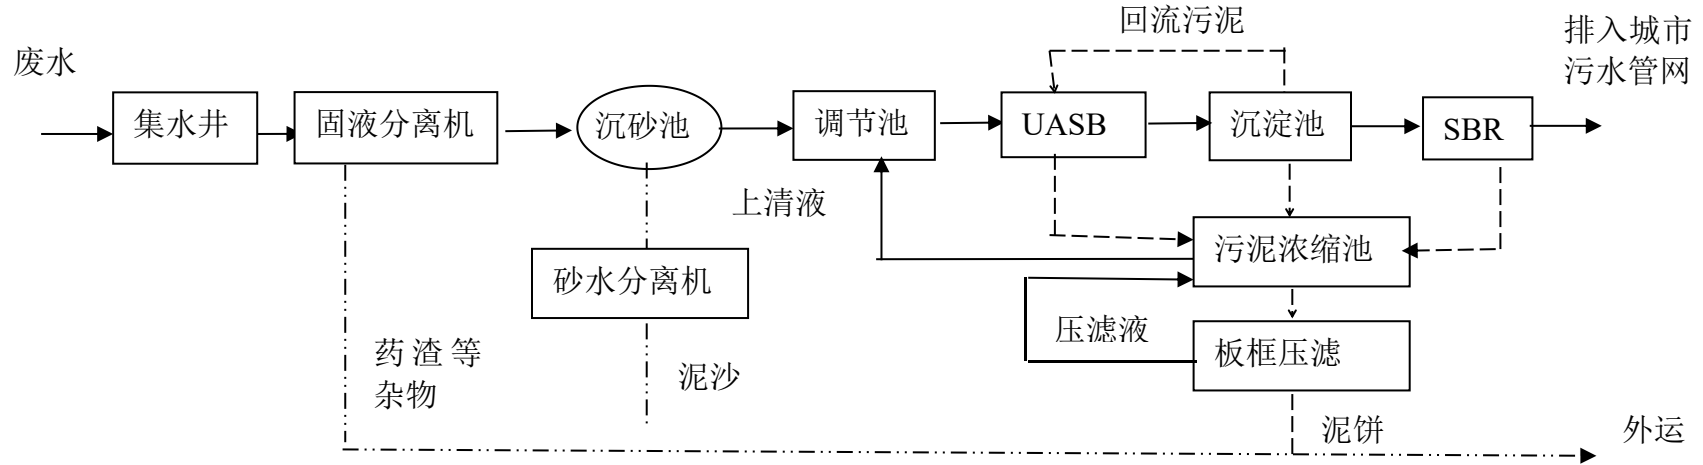 回流污泥
排入城市
污水管网
废水
集水井
固液分离机
沉砂池
调节池
UASB
沉淀池
SBR
上清液
污泥浓缩池
砂水分离机
压滤液
板框压滤
药渣等
杂物
泥沙
泥饼
外运